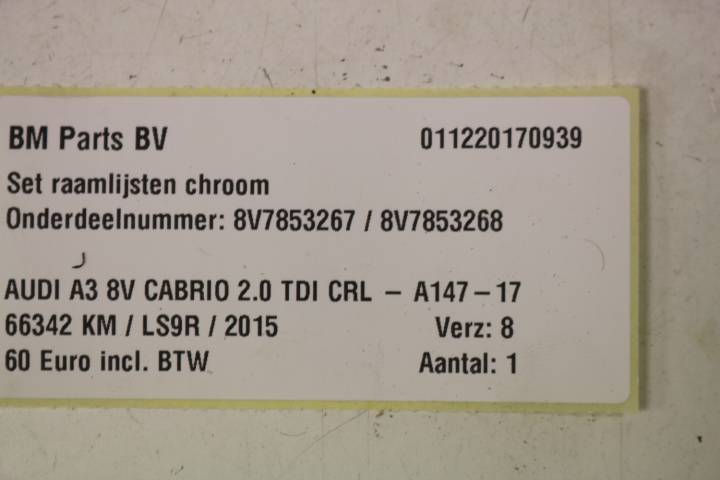 BM Parts BV 011220170939
Set raamlijsten chroom
Onderdeelnummer: 8V7853267 / 8V7853268
AUDI A3 8V CABRIO 2.0 TDI CRL – A147 – 17
66342 KM / LS9R / 2015 Verz: 8
60 Euro incl. BTW Aantal: 1